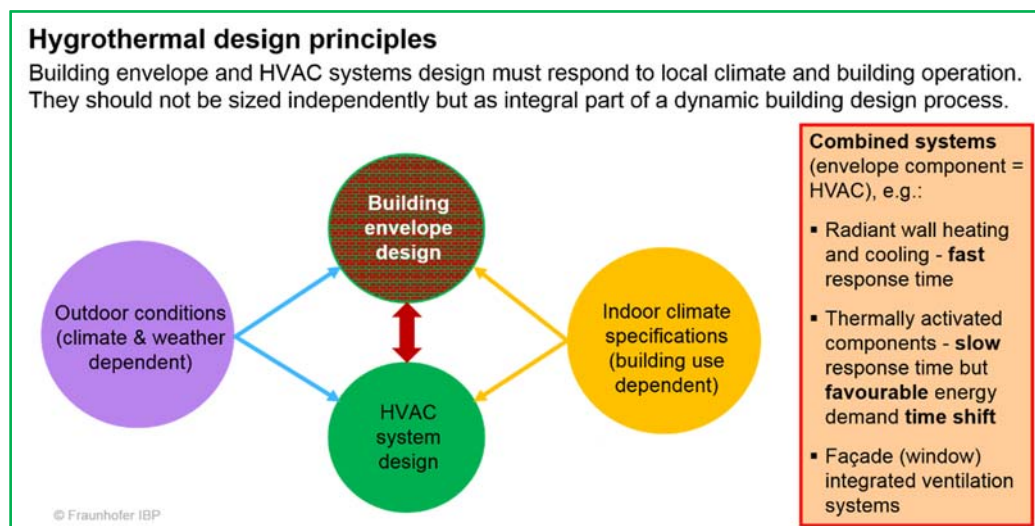 Hygrothermal design principles
Building envelope and HVAC systems design must respond to local climate and building operation.
They should not be sized independently but as integral part of a dynamic building design process.
Building
envelope
design
Outdoor conditions
(climate & weather
dependent)
Indoor climate
specifications
(building use
dependent)
HVAC
system
design
Combined systems
(envelope component =
HVAC), e.g.:
▪ Radiant wall heating
and cooling - fast
response time
▪ Thermally activated
components - slow
response time but
favourable energy
demand time shift
▪ Façade (window)
integrated ventilation
systems
© Fraunhofer IBP